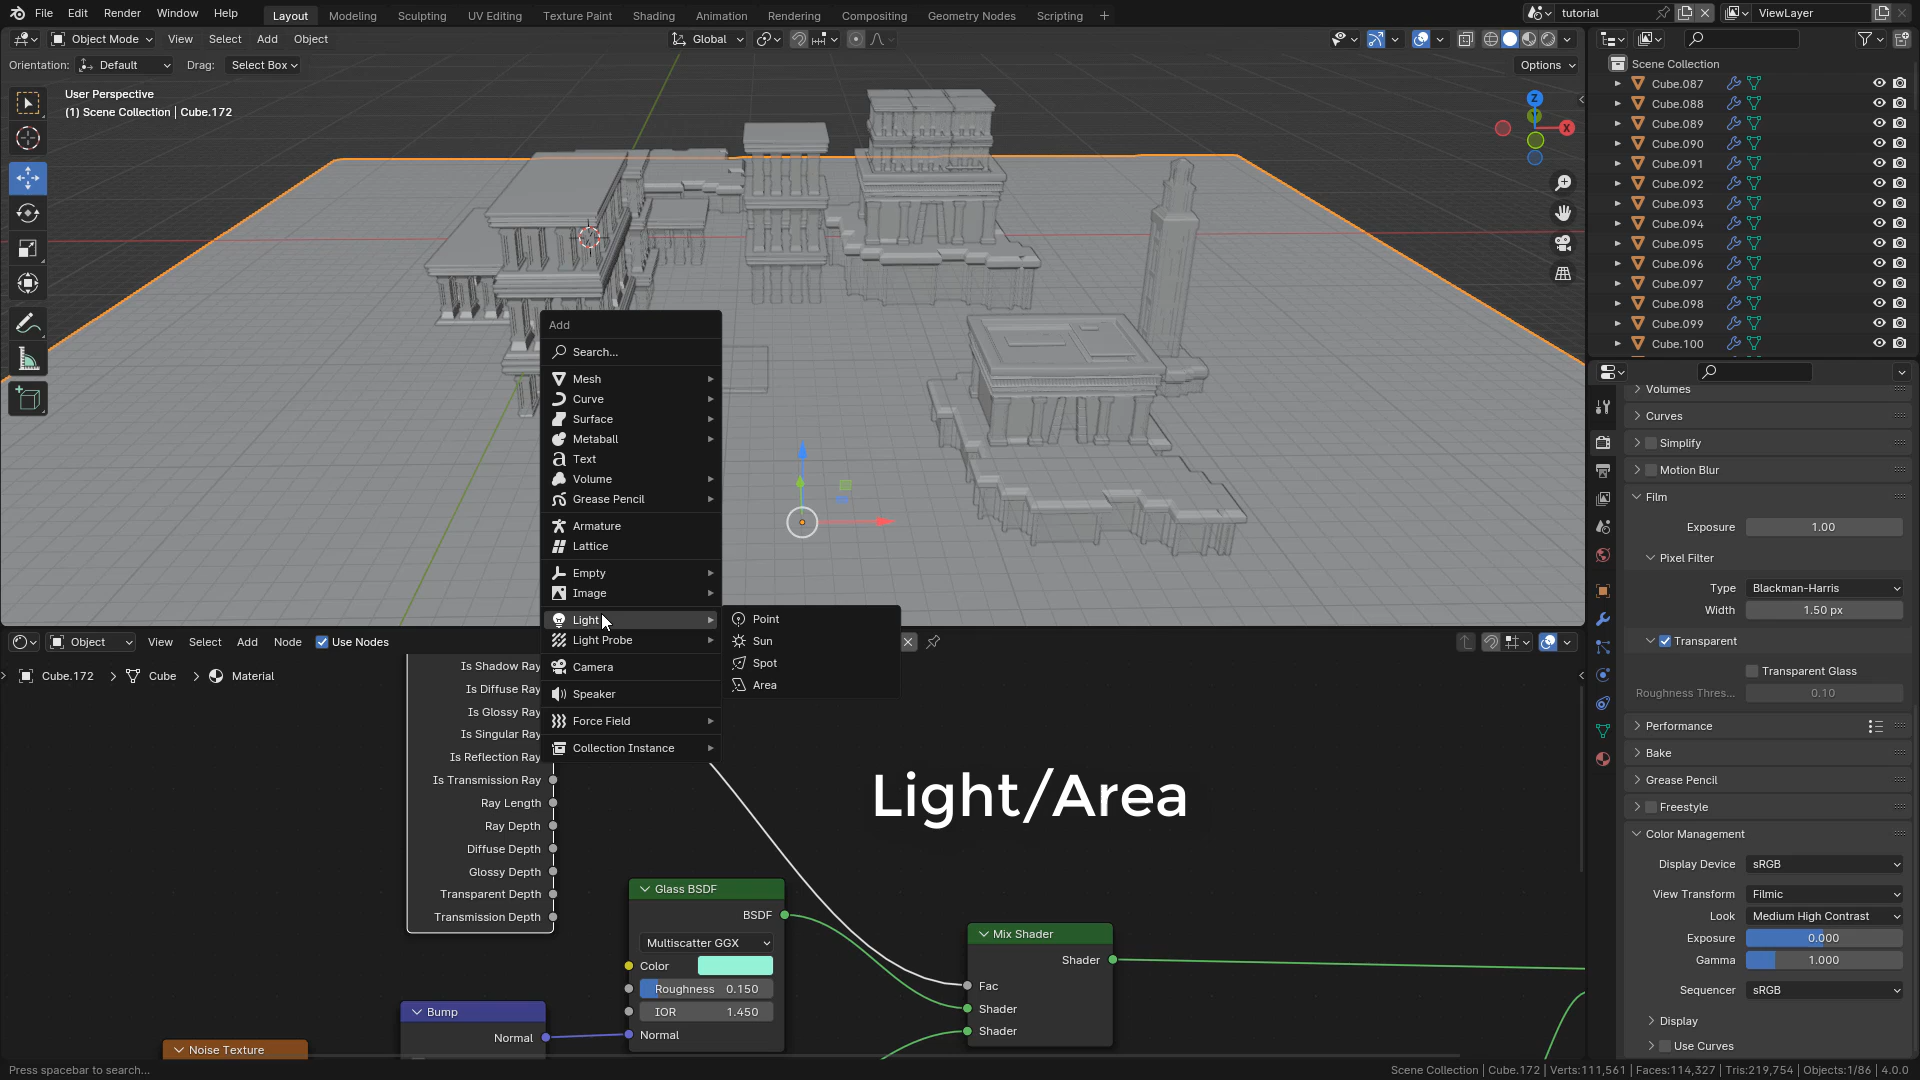 File Edit Render Window Help Layout Modeling Sculpting UV Editing Texture Paint Shading Animation Rendering Compositing Geometry Nodes Scripting + tutorial ViewLayer
Object Mode View Select Add Object Global
Orientation: Default Drag: Select Box Options
User Perspective
(1) Scene Collection | Cube.172
Z
Y
X
Scene Collection
Cube.087
Cube.088
Cube.089
Cube.090
Cube.091
Cube.092
Cube.093
Cube.094
Cube.095
Cube.096
Cube.097
Cube.098
Cube.099
Cube.100
Add
Search...
Mesh
Curve
Surface
Metaball
Text
Volume
Grease Pencil
Armature
Lattice
Empty
Image
Light
Light Probe
Camera
Speaker
Force Field
Collection Instance
Point
Sun
Spot
Area
Volumes
Curves
Simplify
Motion Blur
Film
Exposure 1.00
Pixel Filter
Type Blackman-Harris
Width 1.50 px
Transparent
Transparent Glass
Roughness Thres... 0.10
Performance
Bake
Grease Pencil
Freestyle
Color Management
Display Device sRGB
View Transform Filmic
Look Medium High Contrast
Exposure 0.000
Gamma 1.000
Sequencer sRGB
Display
Use Curves
Object View Select Add Node Use Nodes
Cube.172 > Cube > Material
Is Shadow Ray
Is Diffuse Ray
Is Glossy Ray
Is Singular Ray
Is Reflection Ray
Is Transmission Ray
Ray Length
Ray Depth
Diffuse Depth
Glossy Depth
Transparent Depth
Transmission Depth
Light/Area
Glass BSDF
BSDF
Multiscatter GGX
Color
Roughness 0.150
IOR 1.450
Normal
Mix Shader
Shader
Fac
Shader
Shader
Bump
Normal
Noise Texture
Press spacebar to search...
Scene Collection | Cube.172 | Verts:111,561 | Faces:114,327 | Tris:219,754 | Objects:1/86 | 4.0.0